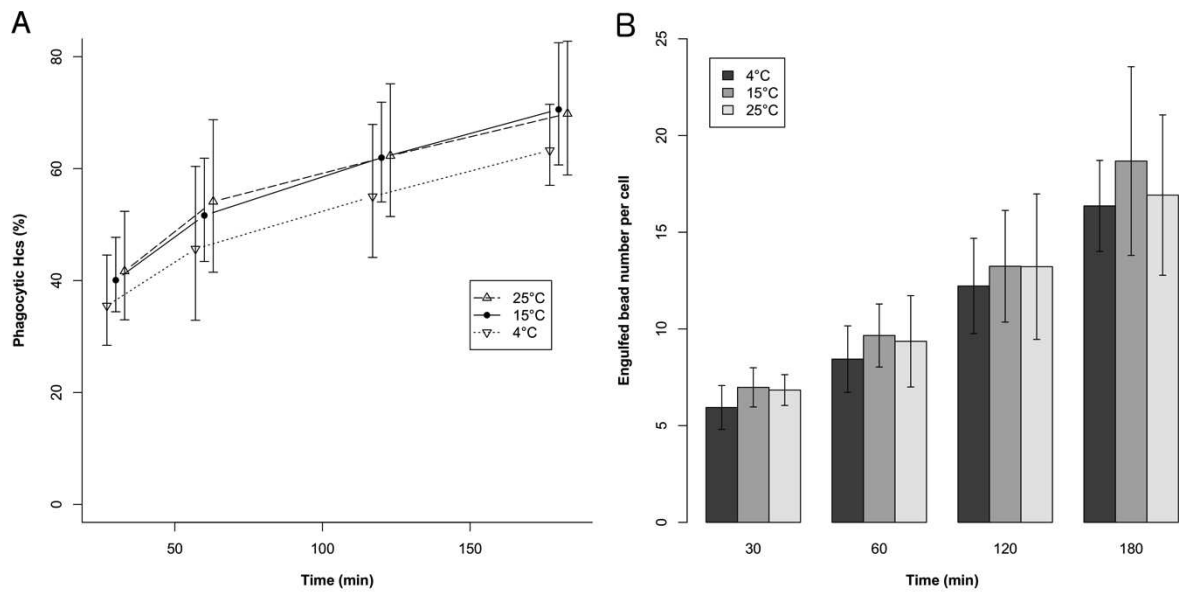 A
Phagocytic Hcs (%)
80
60
40
20
0
25°C
15°C
4°C
50
100
150
Time (min)
B
Engulfed bead number per cell
25
20
15
10
5
0
4°C
15°C
25°C
30
60
120
180
Time (min)